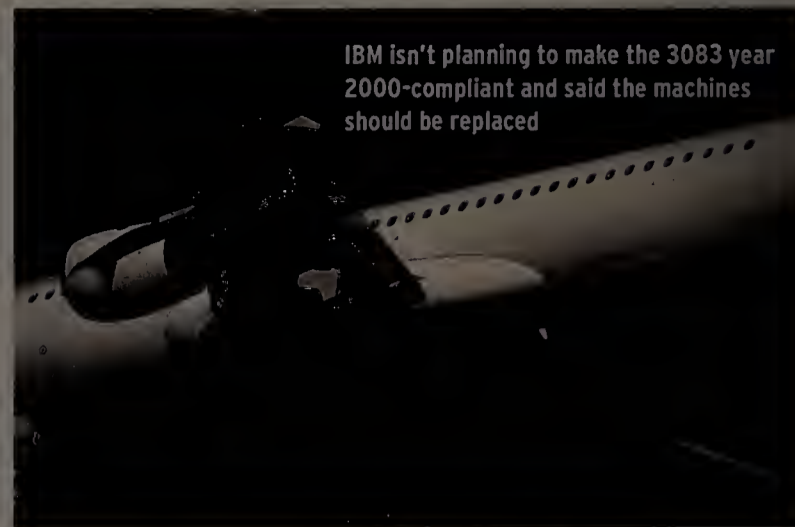 IBM isn't planning to make the 3083 year
2000-compliant and said the machines
should be replaced